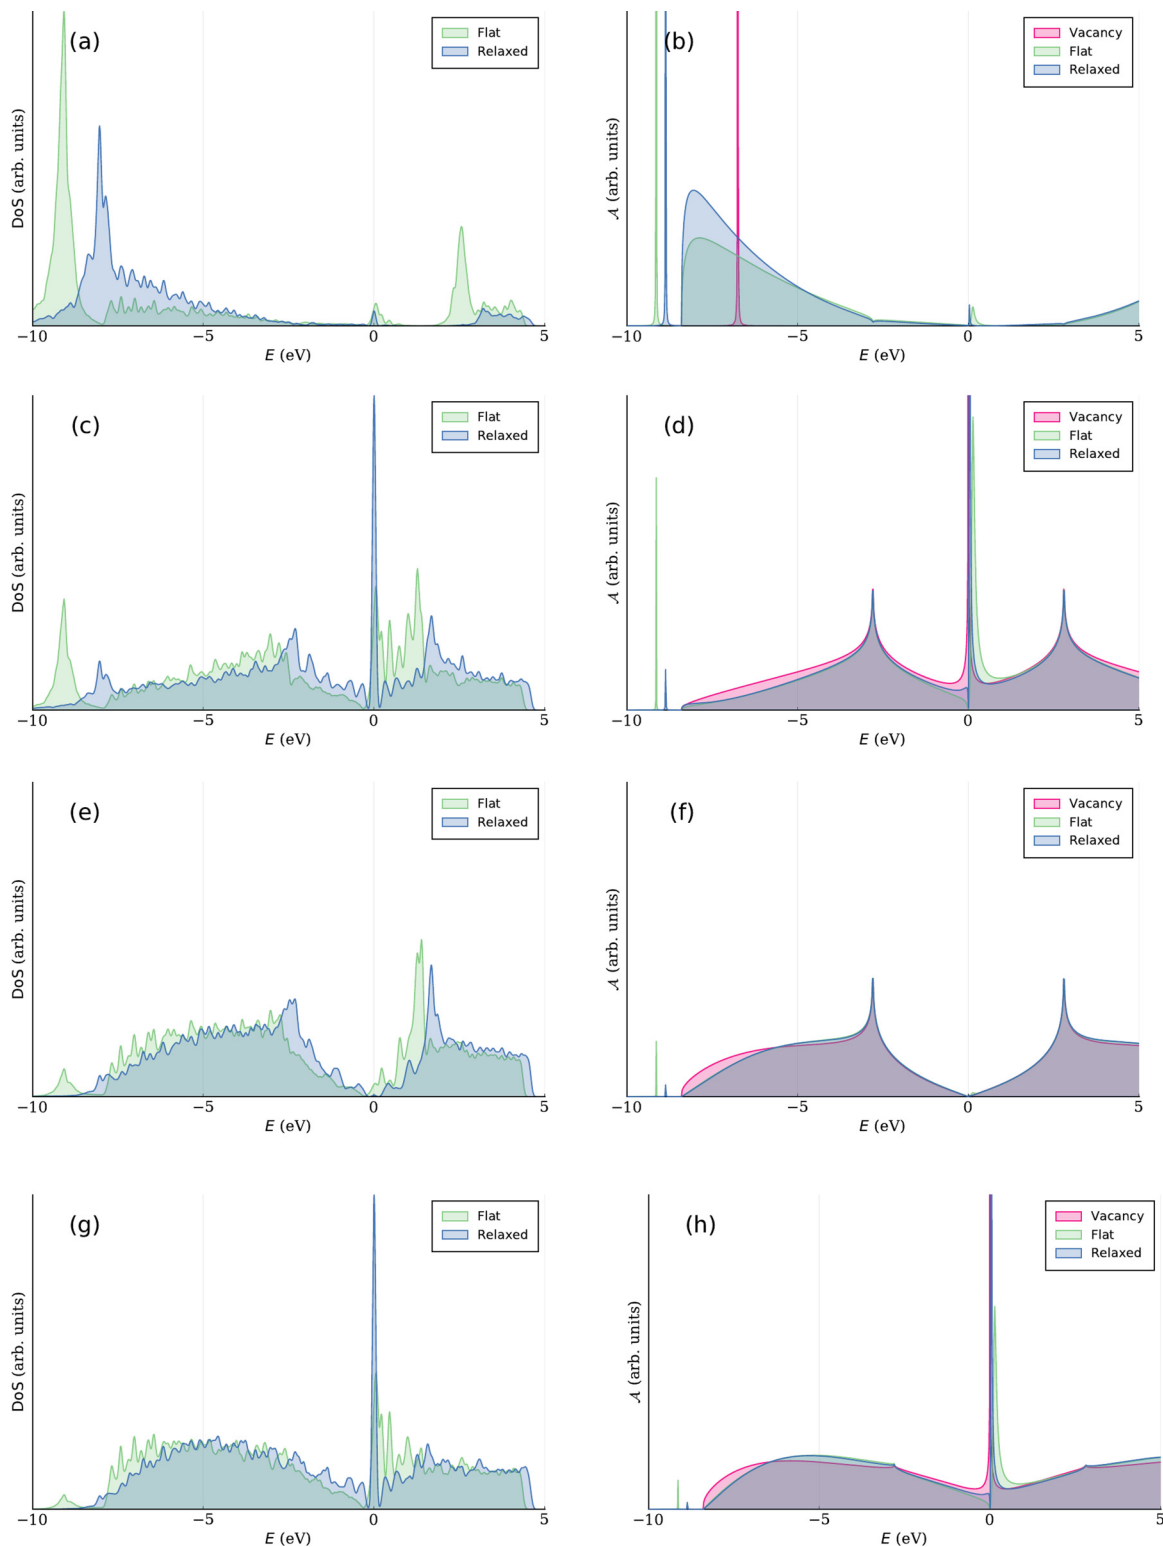 (a)
Flat
Relaxed
DoS (arb. units)
−10 −5 0 5
E (eV)
(b)
Vacancy
Flat
Relaxed
𝒜 (arb. units)
−10 −5 0 5
E (eV)
(c)
Flat
Relaxed
DoS (arb. units)
−10 −5 0 5
E (eV)
(d)
Vacancy
Flat
Relaxed
𝒜 (arb. units)
−10 −5 0 5
E (eV)
(e)
Flat
Relaxed
DoS (arb. units)
−10 −5 0 5
E (eV)
(f)
Vacancy
Flat
Relaxed
𝒜 (arb. units)
−10 −5 0 5
E (eV)
(g)
Flat
Relaxed
DoS (arb. units)
−10 −5 0 5
E (eV)
(h)
Vacancy
Flat
Relaxed
𝒜 (arb. units)
−10 −5 0 5
E (eV)